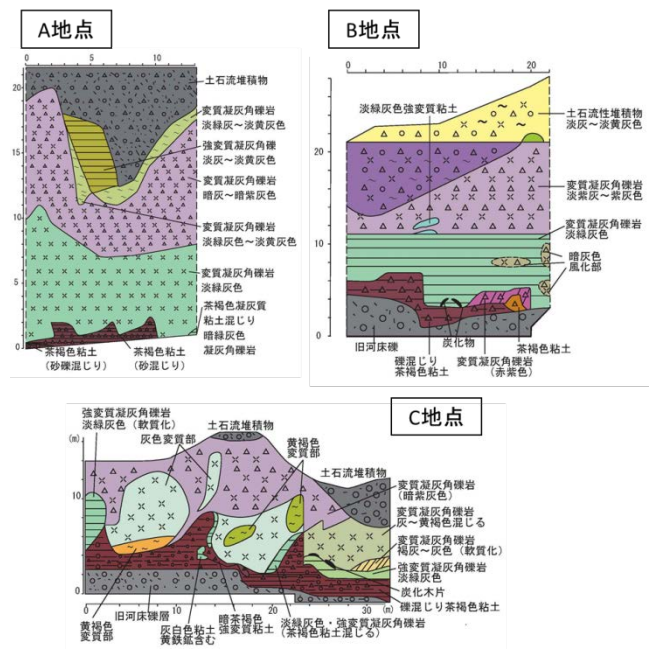 A地点
0
5
10
20
15
10
5
0
土石流堆積物
変質凝灰角礫岩
淡緑灰～淡黄灰色
強変質凝灰角礫
淡灰～淡黄灰色
変質凝灰角礫岩
暗灰～暗紫灰色
変質凝灰角礫岩
淡緑灰色～淡黄灰色
変質凝灰角礫岩
淡緑灰色
茶褐色凝灰質
粘土混じり
暗緑灰色
凝灰角礫岩
茶褐色粘土
（砂礫混じり）
茶褐色粘土
（砂混じり）
B地点
0
10
20
20
10
0
淡緑灰色強変質粘土
土石流性堆積物
淡灰～淡黄灰色
変質凝灰角礫岩
淡紫灰～紫灰色
変質凝灰角礫岩
淡緑灰色
暗灰色
風化部
旧河床礫
炭化物
茶褐色粘土
礫混じり
茶褐色粘土
変質凝灰角礫岩
（赤紫色）
C地点
強変質凝灰角礫岩
淡緑灰色（軟質化）
灰色変質部
土石流堆積物
黄褐色
変質部
土石流堆積物
(m)
10
0
0
10
20
30 (m)
変質凝灰角礫岩
（暗紫灰色）
変質凝灰角礫岩
灰～黄褐色混じる
変質凝灰角礫岩
褐灰～灰色（軟質化）
強変質凝灰角礫岩
淡緑灰色
炭化木片
礫混じり茶褐色粘土
旧河床礫層
黄褐色
変質部
灰白色粘土
黄鉄鉱含む
暗茶褐色
強変質粘土
淡緑灰色・強変質凝灰角礫岩
（茶褐色粘土混じる）